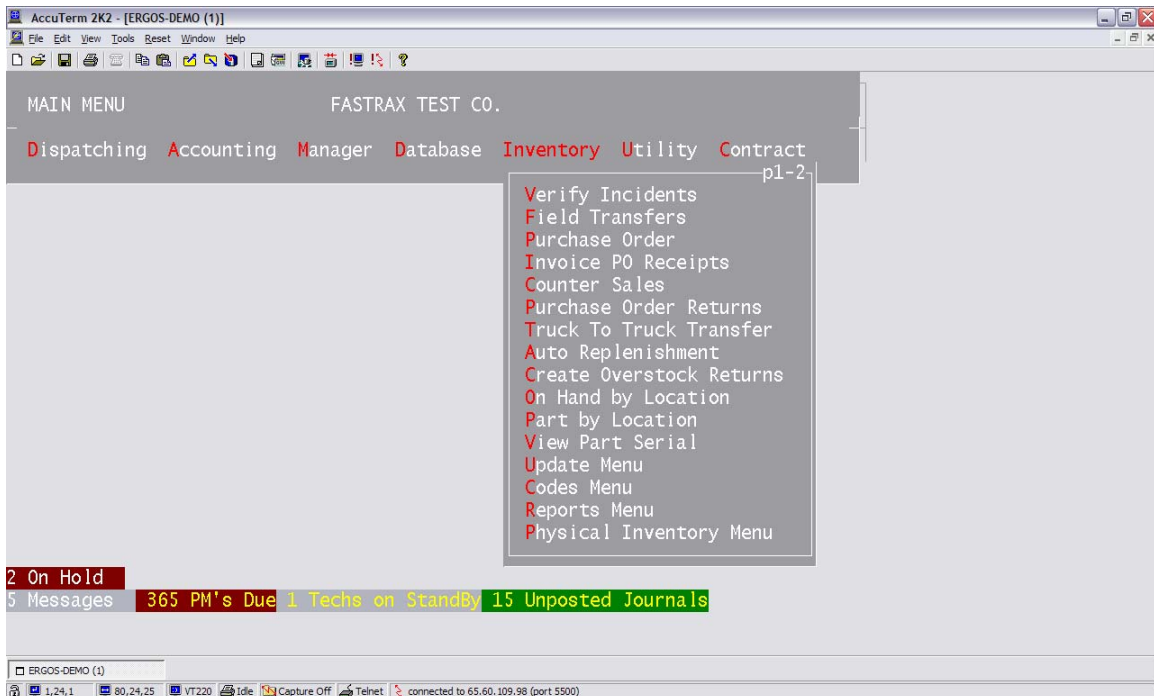 AccuTerm 2K2 - [ERGOS-DEMO (1)]
File Edit View Tools Reset Window Help
MAIN MENU FASTRAX TEST CO.
Dispatching Accounting Manager Database Inventory Utility Contract
p1-2
Verify Incidents
Field Transfers
Purchase Order
Invoice PO Receipts
Counter Sales
Purchase Order Returns
Truck To Truck Transfer
Auto Replenishment
Create Overstock Returns
On Hand by Location
Part by Location
View Part Serial
Update Menu
Codes Menu
Reports Menu
Physical Inventory Menu
2 On Hold
5 Messages 365 PM's Due 1 Techs on StandBy 15 Unposted Journals
ERGOS-DEMO (1)
1,24,1 80,24,25 VT220 Idle Capture Off Telnet connected to 65.60.109.98 (port 5500)